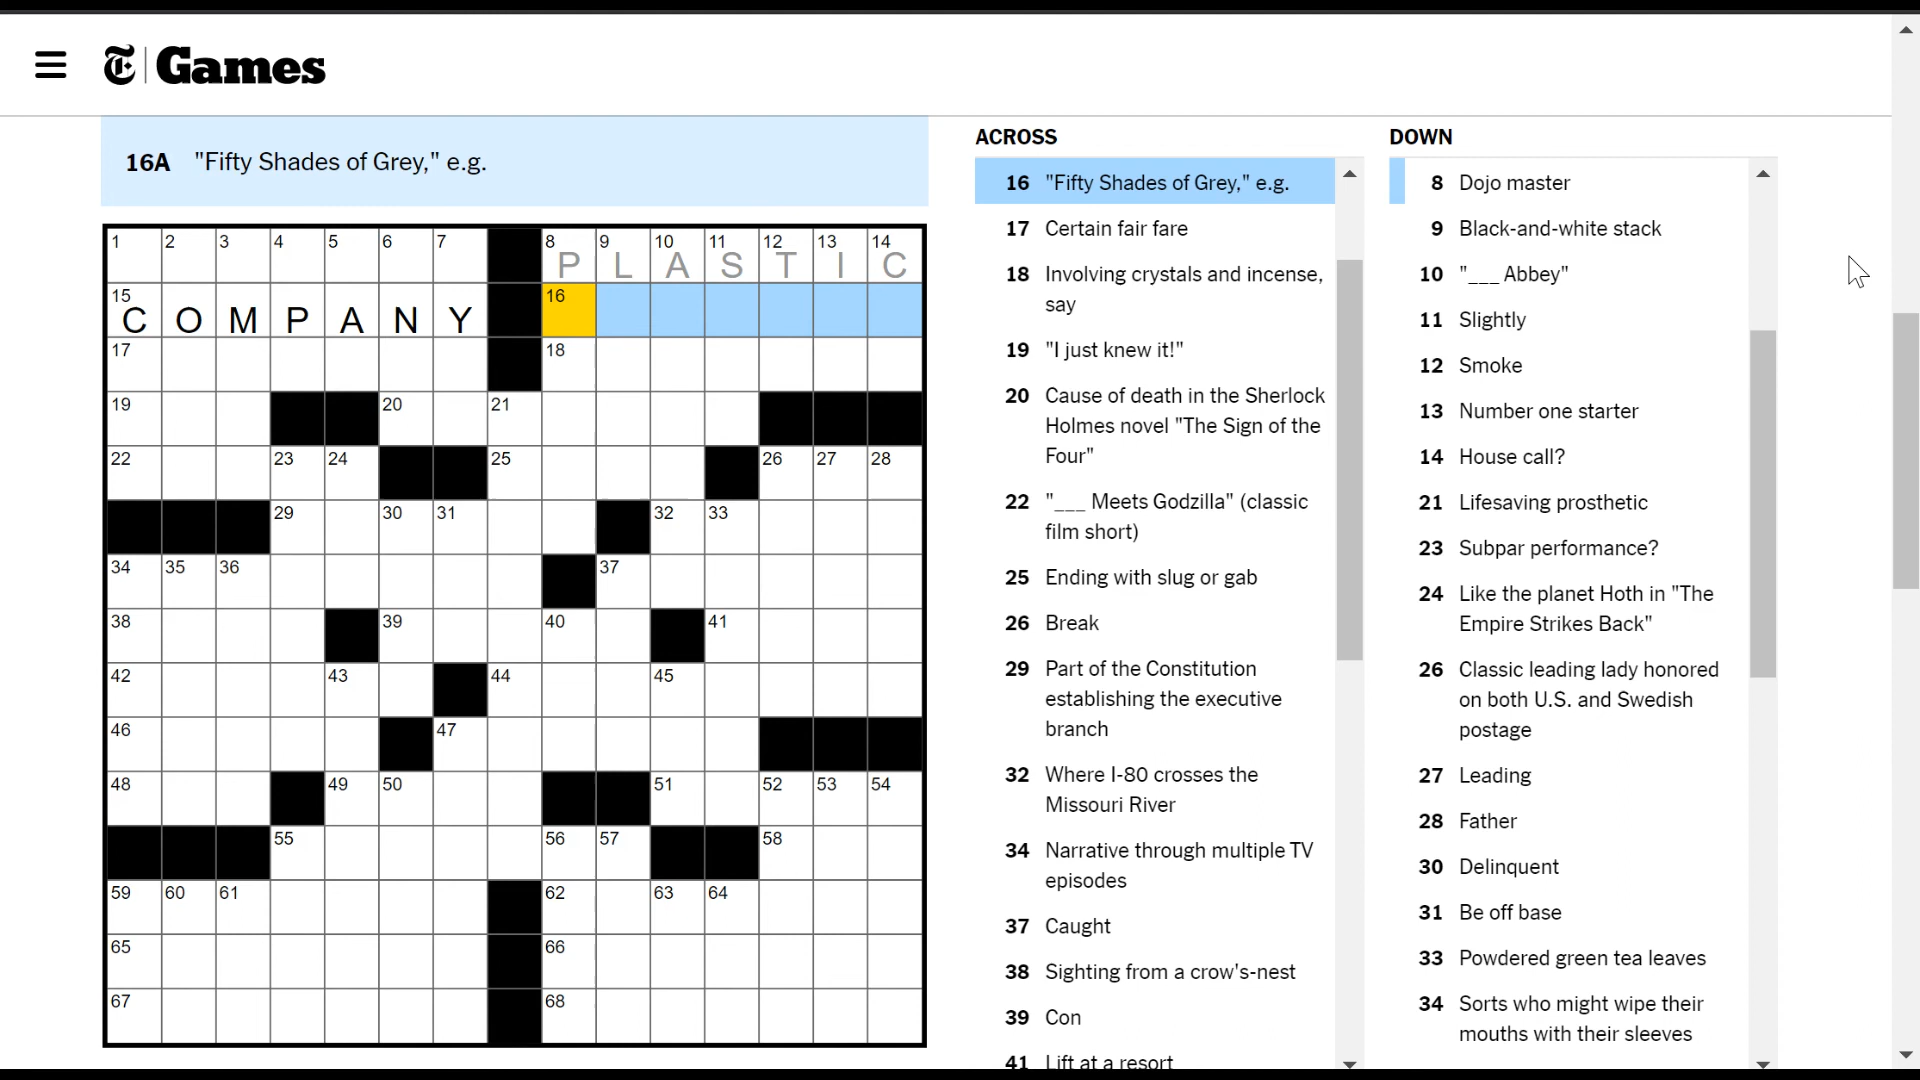 T Games
16A "Fifty Shades of Grey," e.g.
1 2 3 4 5 6 7 8 9 10 11 12 13 14
P L A S T I C
15 16
C O M P A N Y
17 18
19 20 21
22 23 24 25 26 27 28
29 30 31 32 33
34 35 36 37
38 39 40 41
42 43 44 45
46 47
48 49 50 51 52 53 54
55 56 57 58
59 60 61 62 63 64
65 66
67 68
ACROSS
16 "Fifty Shades of Grey," e.g.
17 Certain fair fare
18 Involving crystals and incense,
say
19 "I just knew it!"
20 Cause of death in the Sherlock
Holmes novel "The Sign of the
Four"
22 "___ Meets Godzilla" (classic
film short)
25 Ending with slug or gab
26 Break
29 Part of the Constitution
establishing the executive
branch
32 Where I-80 crosses the
Missouri River
34 Narrative through multiple TV
episodes
37 Caught
38 Sighting from a crow's-nest
39 Con
41 Lift at a resort
DOWN
8 Dojo master
9 Black-and-white stack
10 "___ Abbey"
11 Slightly
12 Smoke
13 Number one starter
14 House call?
21 Lifesaving prosthetic
23 Subpar performance?
24 Like the planet Hoth in "The
Empire Strikes Back"
26 Classic leading lady honored
on both U.S. and Swedish
postage
27 Leading
28 Father
30 Delinquent
31 Be off base
33 Powdered green tea leaves
34 Sorts who might wipe their
mouths with their sleeves